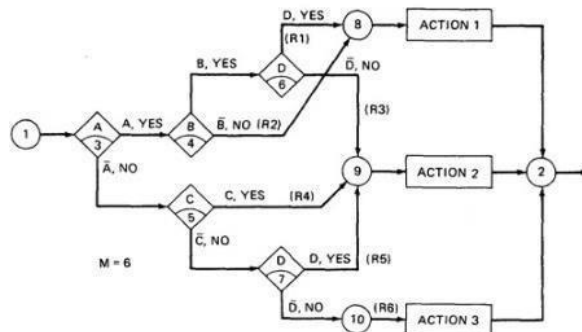 D, YES
(R1)
8
ACTION 1
B, YES
D
6
D̅, NO
1
A
3
A, YES
B
4
B̅, NO (R2)
(R3)
A̅, NO
9
ACTION 2
2
C
5
C, YES (R4)
C̅, NO
M = 6
D
7
D, YES (R5)
D̅, NO
10
(R6)
ACTION 3